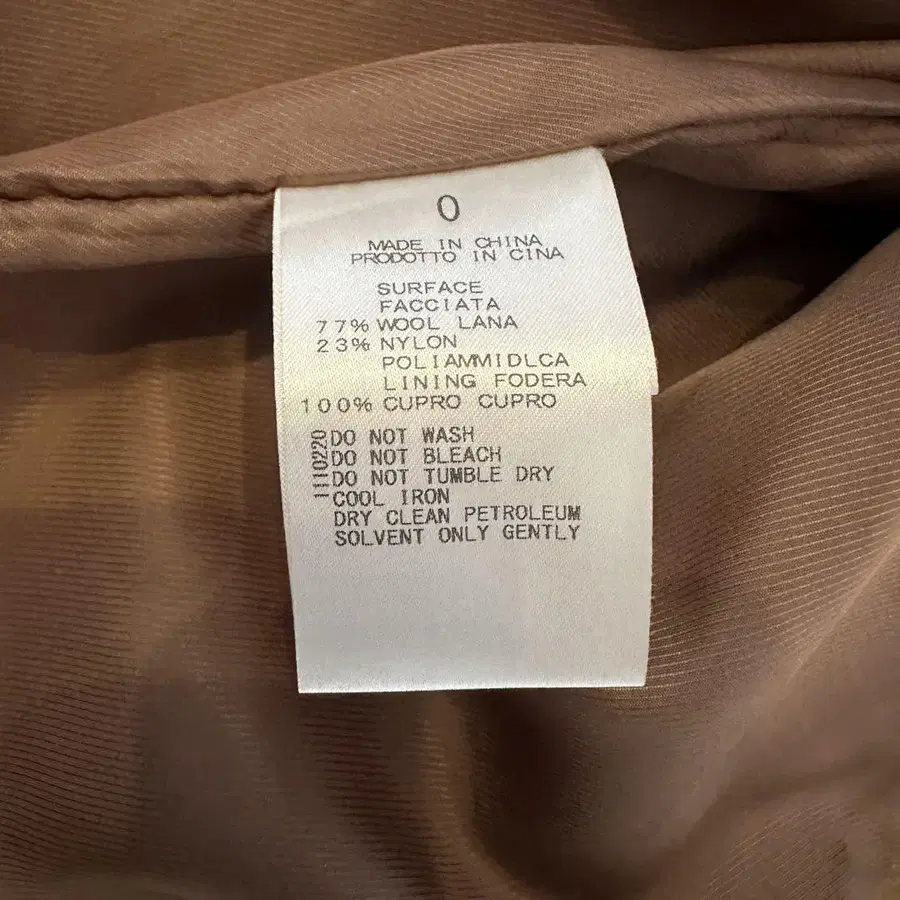 0
MADE IN CHINA
PRODOTTO IN CINA
SURFACE
FACCIATA
77% WOOL LANA
23% NYLON
POLIAMMIDLCA
LINING FODERA
100% CUPRO CUPRO
1110220
DO NOT WASH
DO NOT BLEACH
DO NOT TUMBLE DRY
COOL IRON
DRY CLEAN PETROLEUM
SOLVENT ONLY GENTLY